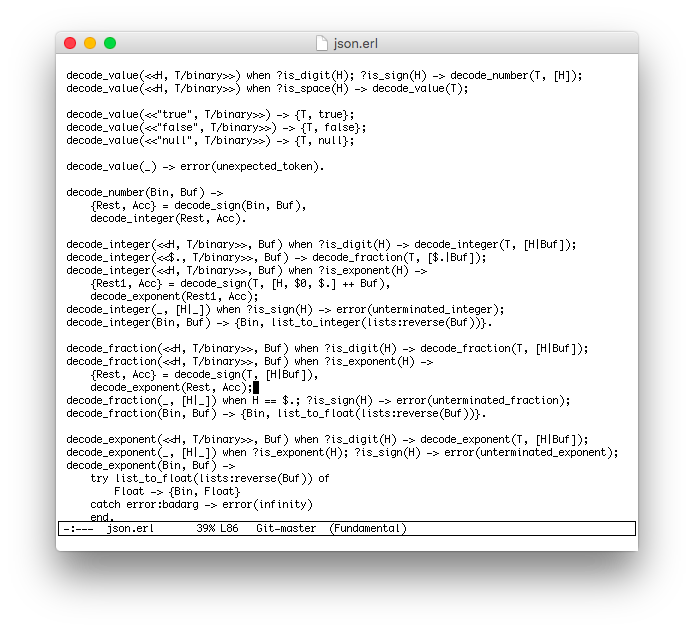 json.erl
decode_value(<<H, T/binary>>) when ?is_digit(H); ?is_sign(H) -> decode_number(T, [H]);
decode_value(<<H, T/binary>>) when ?is_space(H) -> decode_value(T);
decode_value(<<"true", T/binary>>) -> {T, true};
decode_value(<<"false", T/binary>>) -> {T, false};
decode_value(<<"null", T/binary>>) -> {T, null};
decode_value(_) -> error(unexpected_token).
decode_number(Bin, Buf) ->
    {Rest, Acc} = decode_sign(Bin, Buf),
    decode_integer(Rest, Acc).
decode_integer(<<H, T/binary>>, Buf) when ?is_digit(H) -> decode_integer(T, [H|Buf]);
decode_integer(<<$., T/binary>>, Buf) -> decode_fraction(T, [$.|Buf]);
decode_integer(<<H, T/binary>>, Buf) when ?is_exponent(H) ->
    {Rest1, Acc} = decode_sign(T, [H, $0, $.] ++ Buf),
    decode_exponent(Rest1, Acc);
decode_integer(_, [H|_]) when ?is_sign(H) -> error(unterminated_integer);
decode_integer(Bin, Buf) -> {Bin, list_to_integer(lists:reverse(Buf))}.
decode_fraction(<<H, T/binary>>, Buf) when ?is_digit(H) -> decode_fraction(T, [H|Buf]);
decode_fraction(<<H, T/binary>>, Buf) when ?is_exponent(H) ->
    {Rest, Acc} = decode_sign(T, [H|Buf]),
    decode_exponent(Rest, Acc);
decode_fraction(_, [H|_]) when H == $.; ?is_sign(H) -> error(unterminated_fraction);
decode_fraction(Bin, Buf) -> {Bin, list_to_float(lists:reverse(Buf))}.
decode_exponent(<<H, T/binary>>, Buf) when ?is_digit(H) -> decode_exponent(T, [H|Buf]);
decode_exponent(_, [H|_]) when ?is_exponent(H); ?is_sign(H) -> error(unterminated_exponent);
decode_exponent(Bin, Buf) ->
    try list_to_float(lists:reverse(Buf)) of
        Float -> {Bin, Float}
    catch error:badarg -> error(infinity)
    end.
-:---  json.erl       39% L86   Git-master  (Fundamental)